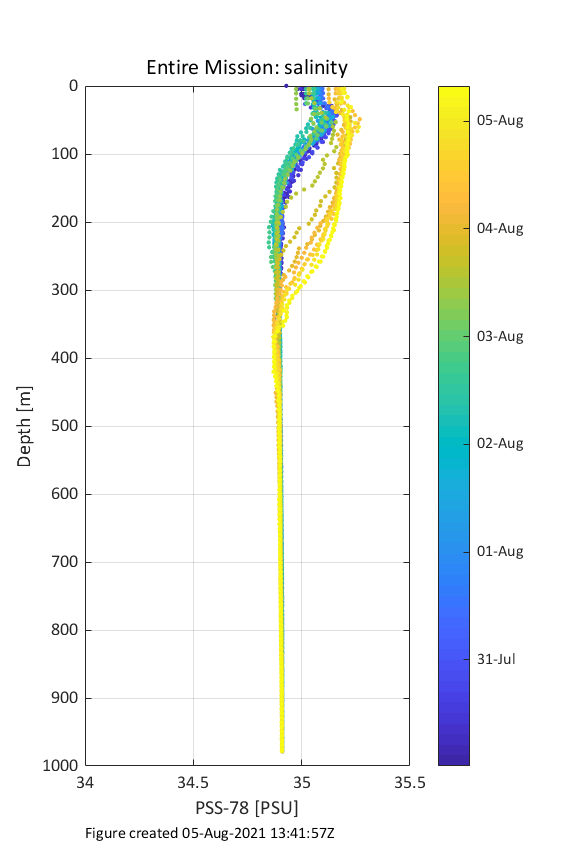 Entire Mission: salinity
0
100
200
300
400
500
600
700
800
900
1000
Depth [m]
34
34.5
35
35.5
PSS-78 [PSU]
05-Aug
04-Aug
03-Aug
02-Aug
01-Aug
31-Jul
Figure created 05-Aug-2021 13:41:57Z